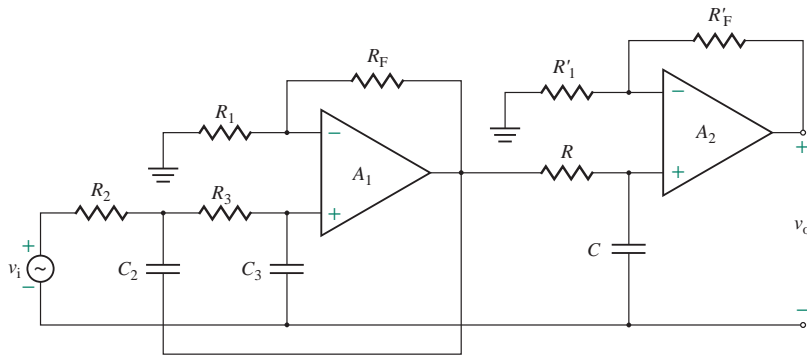 R'F
RF
R'1
R1
−
−
A2
+
A1
R
+
−
R2
R3
+
+
+
vi
−
C2
C3
C
vo
−